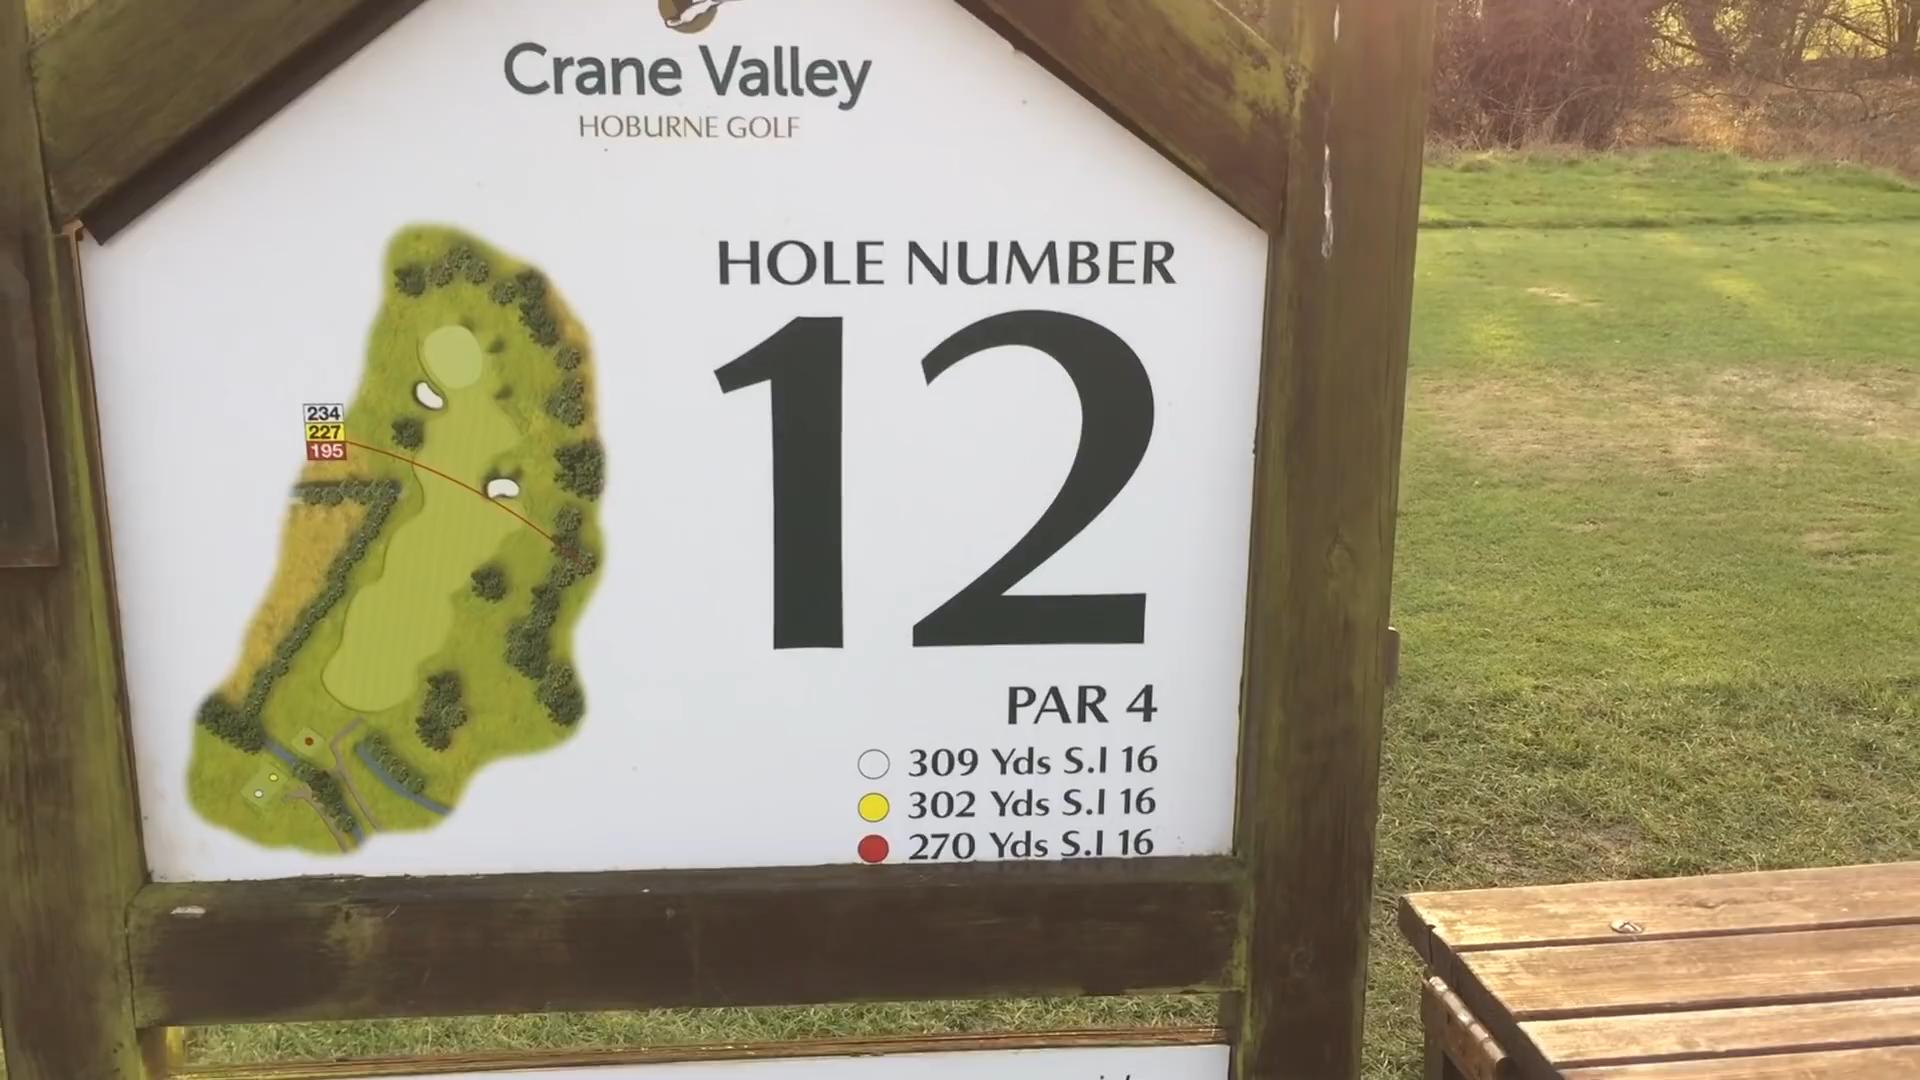 Crane Valley
HOBURNE GOLF
HOLE NUMBER
12
234
227
195
PAR 4
309 Yds S.I 16
302 Yds S.I 16
270 Yds S.I 16